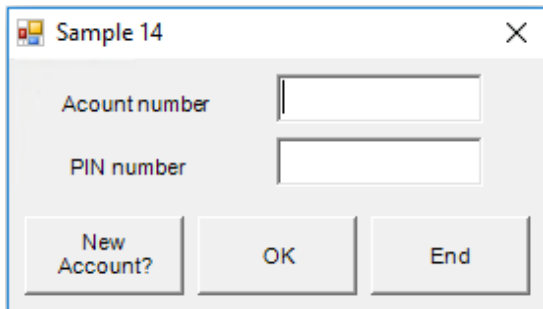 Sample 14
Acount number
PIN number
New
Account?
OK
End